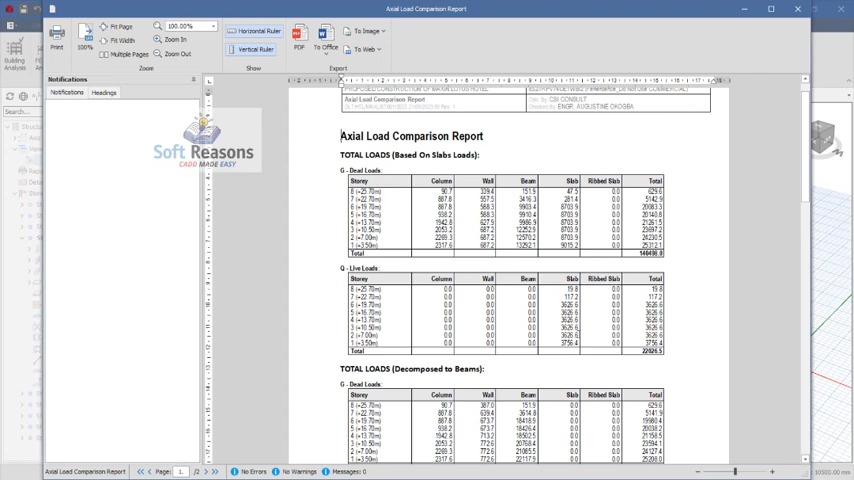 Axial Load Comparison Report
Print
100%
Fit Page
Fit Width
Multiple Pages
100.00%
Zoom In
Zoom Out
Zoom
Horizontal Ruler
Vertical Ruler
Show
PDF
To Office
To Image
To Web
Export
Building
Analysis
Notifications
Notifications Headings
Search...
Soft Reasons
CADD MADE EASY
PROPOSED CONSTRUCTION OF MAXIM LOTUS HOTEL
Axial Load Comparison Report
CSI CONSULT
Checked By ENGR. AUGUSTINE OKOGBA
Axial Load Comparison Report
TOTAL LOADS (Based On Slabs Loads):
G - Dead Loads:
Storey Column Wall Beam Slab Ribbed Slab Total
8 (+25.70m) 90.7 339.4 151.9 47.5 0.0 629.6
7 (+22.70m) 887.8 557.5 3416.3 281.4 0.0 5142.9
6 (+19.70m) 887.8 588.3 9903.4 8703.9 0.0 20083.3
5 (+16.70m) 938.2 588.3 9910.4 8703.9 0.0 20140.8
4 (+13.70m) 1942.8 627.9 9986.9 8703.9 0.0 21261.5
3 (+10.50m) 2053.2 687.2 12252.9 8703.9 0.0 23697.2
2 (+7.00m) 2269.3 687.2 12570.2 8703.9 0.0 24230.5
1 (+3.50m) 2317.6 687.2 13292.1 9015.2 0.0 25312.1
Total 140498.0
Q - Live Loads:
Storey Column Wall Beam Slab Ribbed Slab Total
8 (+25.70m) 0.0 0.0 0.0 19.8 0.0 19.8
7 (+22.70m) 0.0 0.0 0.0 117.2 0.0 117.2
6 (+19.70m) 0.0 0.0 0.0 3626.6 0.0 3626.6
5 (+16.70m) 0.0 0.0 0.0 3626.6 0.0 3626.6
4 (+13.70m) 0.0 0.0 0.0 3626.6 0.0 3626.6
3 (+10.50m) 0.0 0.0 0.0 3626.6 0.0 3626.6
2 (+7.00m) 0.0 0.0 0.0 3626.6 0.0 3626.6
1 (+3.50m) 0.0 0.0 0.0 3756.4 0.0 3756.4
Total 22026.5
TOTAL LOADS (Decomposed to Beams):
G - Dead Loads:
Storey Column Wall Beam Slab Ribbed Slab Total
8 (+25.70m) 90.7 387.0 151.9 0.0 0.0 629.6
7 (+22.70m) 887.8 639.4 3614.8 0.0 0.0 5141.9
6 (+19.70m) 887.8 673.7 18418.9 0.0 0.0 19980.4
5 (+16.70m) 938.2 673.7 18426.4 0.0 0.0 20038.2
4 (+13.70m) 1942.8 713.2 18502.5 0.0 0.0 21158.5
3 (+10.50m) 2053.2 772.6 20768.4 0.0 0.0 23594.1
2 (+7.00m) 2269.3 772.6 21085.5 0.0 0.0 24127.4
1 (+3.50m) 2317.6 772.6 22117.9 0.0 0.0 25208.0
Axial Load Comparison Report
Page: 1. /2
No Errors
No Warnings
Messages: 0
10500.00 mm